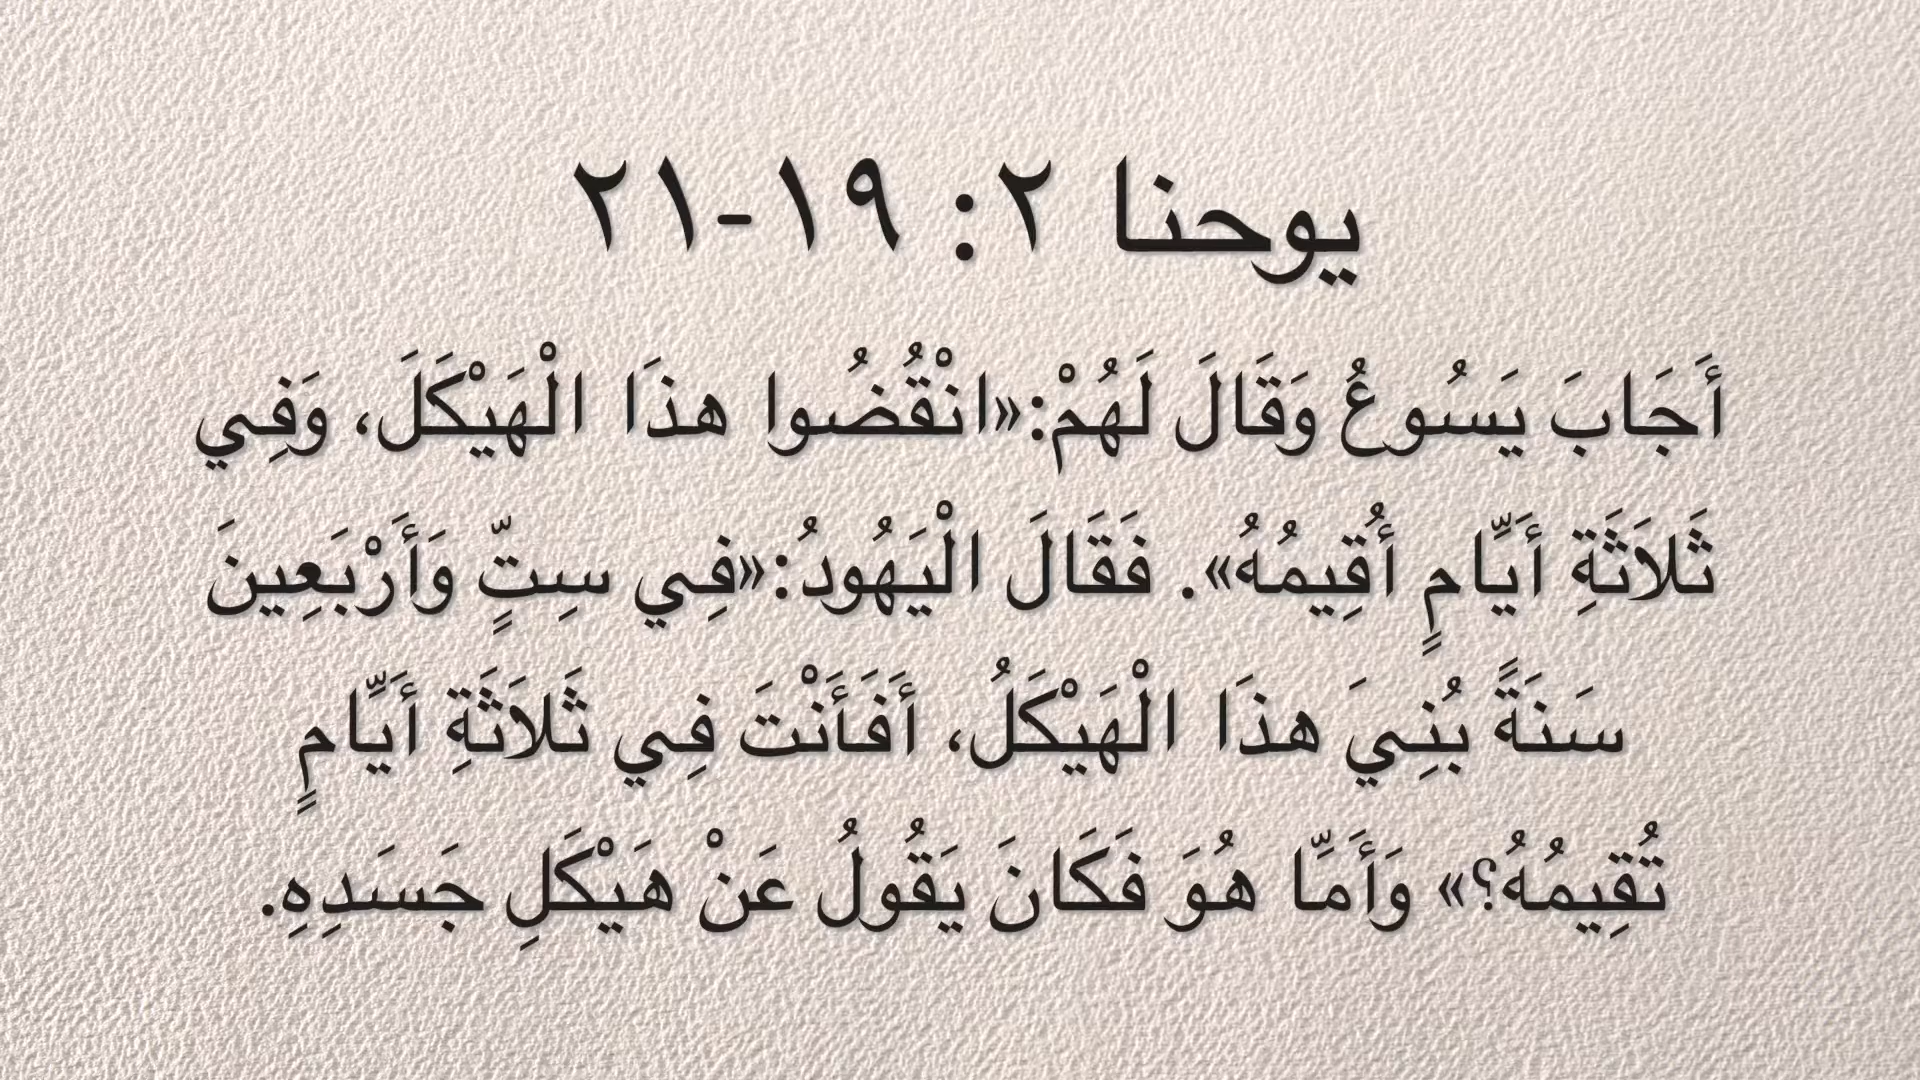 يوحنا ٢: ١٩-٢١
أَجَابَ يَسُوعُ وَقَالَ لَهُمْ:«انْقُضُوا هذَا الْهَيْكَلَ، وَفِي
ثَلاَثَةِ أَيَّامٍ أُقِيمُهُ». فَقَالَ الْيَهُودُ:«فِي سِتٍّ وَأَرْبَعِينَ
سَنَةً بُنِيَ هذَا الْهَيْكَلُ، أَفَأَنْتَ فِي ثَلاَثَةِ أَيَّامٍ
تُقِيمُهُ؟» وَأَمَّا هُوَ فَكَانَ يَقُولُ عَنْ هَيْكَلِ جَسَدِهِ.